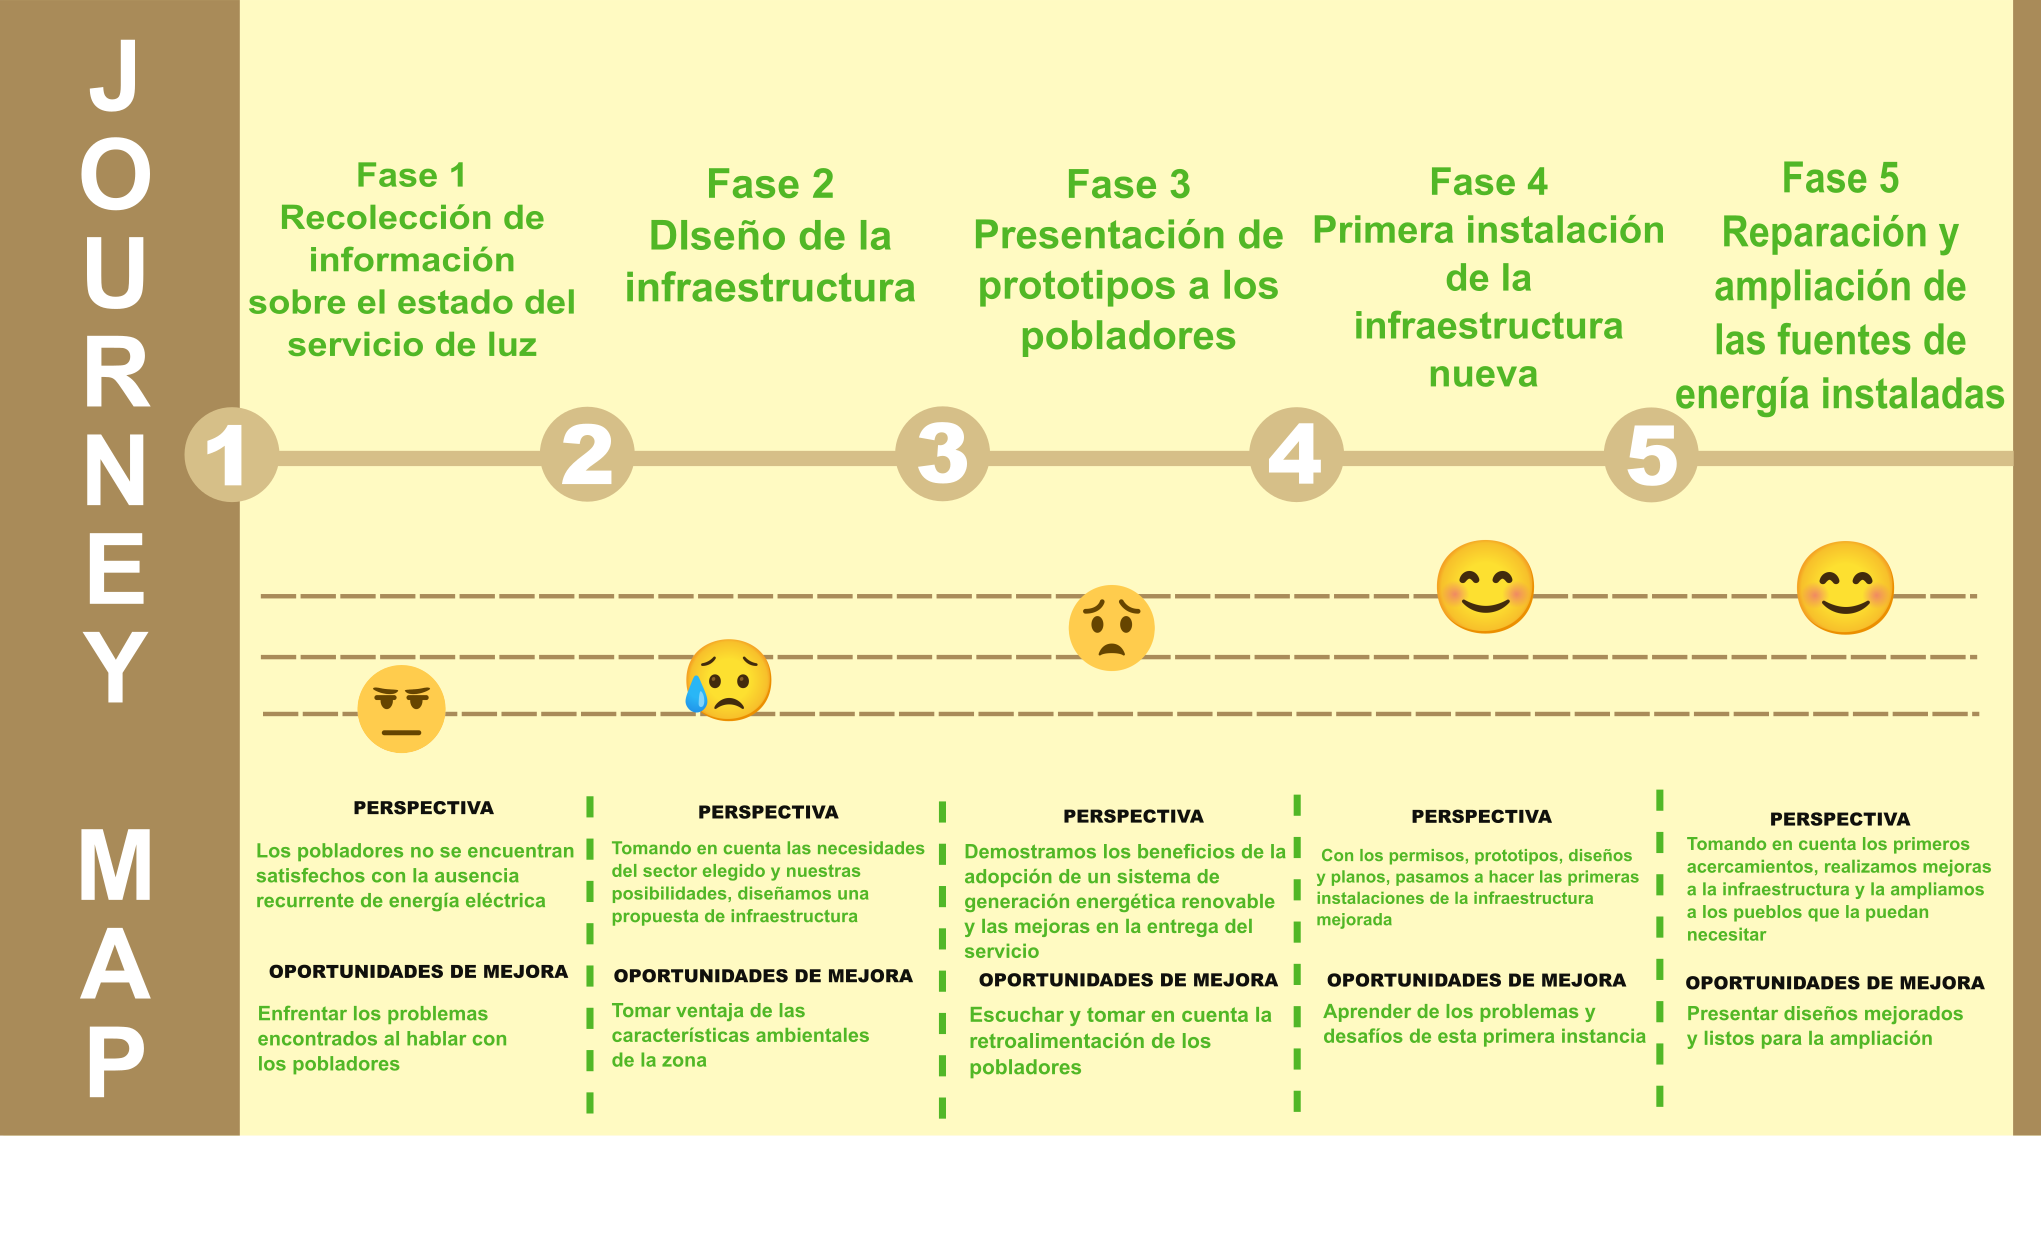 JOURNEY
MAP
Fase 1
Recolección de
información
sobre el estado del
servicio de luz
Fase 2
DIseño de la
infraestructura
Fase 3
Presentación de
prototipos a los
pobladores
Fase 4
Primera instalación
de la
infraestructura
nueva
Fase 5
Reparación y
ampliación de
las fuentes de
energía instaladas
1
2
3
4
5
PERSPECTIVA
Los pobladores no se encuentran
satisfechos con la ausencia
recurrente de energía eléctrica
OPORTUNIDADES DE MEJORA
Enfrentar los problemas
encontrados al hablar con
los pobladores
PERSPECTIVA
Tomando en cuenta las necesidades
del sector elegido y nuestras
posibilidades, diseñamos una
propuesta de infraestructura
OPORTUNIDADES DE MEJORA
Tomar ventaja de las
características ambientales
de la zona
PERSPECTIVA
Demostramos los beneficios de la
adopción de un sistema de
generación energética renovable
y las mejoras en la entrega del
servicio
OPORTUNIDADES DE MEJORA
Escuchar y tomar en cuenta la
retroalimentación de los
pobladores
PERSPECTIVA
Con los permisos, prototipos, diseños
y planos, pasamos a hacer las primeras
instalaciones de la infraestructura
mejorada
OPORTUNIDADES DE MEJORA
Aprender de los problemas y
desafíos de esta primera instancia
PERSPECTIVA
Tomando en cuenta los primeros
acercamientos, realizamos mejoras
a la infraestructura y la ampliamos
a los pueblos que la puedan
necesitar
OPORTUNIDADES DE MEJORA
Presentar diseños mejorados
y listos para la ampliación